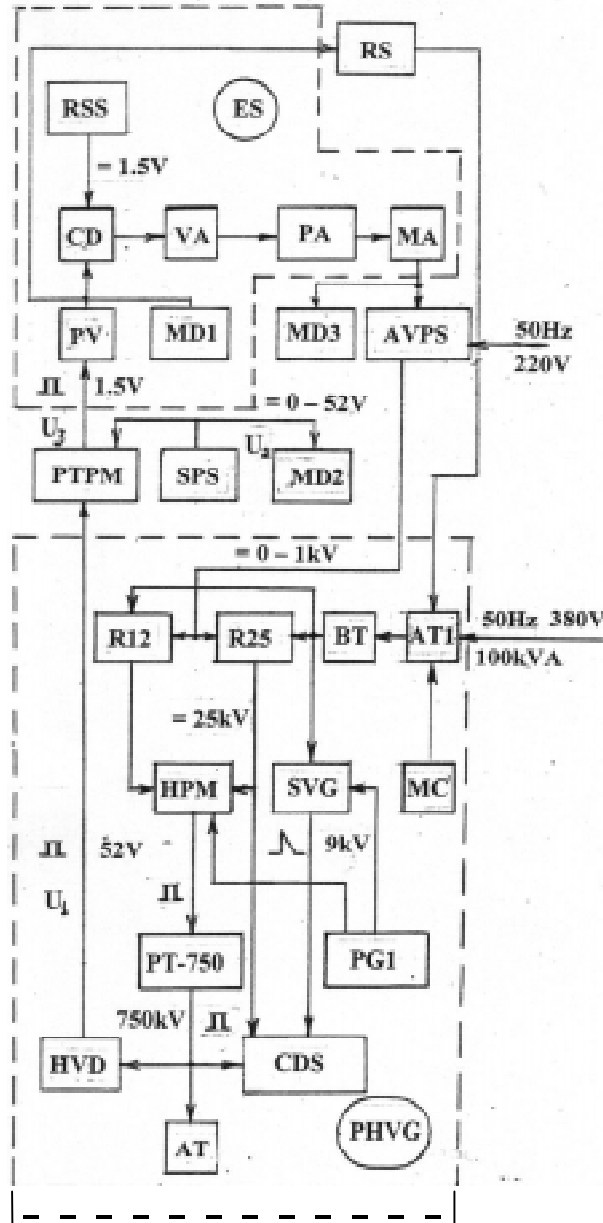 RS
RSS
ES
= 1.5V
CD
VA
PA
MA
PV
MD1
MD3
AVPS
50Hz
220V
1.5V
= 0 – 52V
U₂
PTPM
SPS
MD2
= 0 – 1kV
R12
R25
BT
AT1
50Hz 380V
100kVA
= 25kV
HPM
SVG
MC
52V
9kV
U₁
PT-750
PG1
750kV
HVD
CDS
AT
PHVG